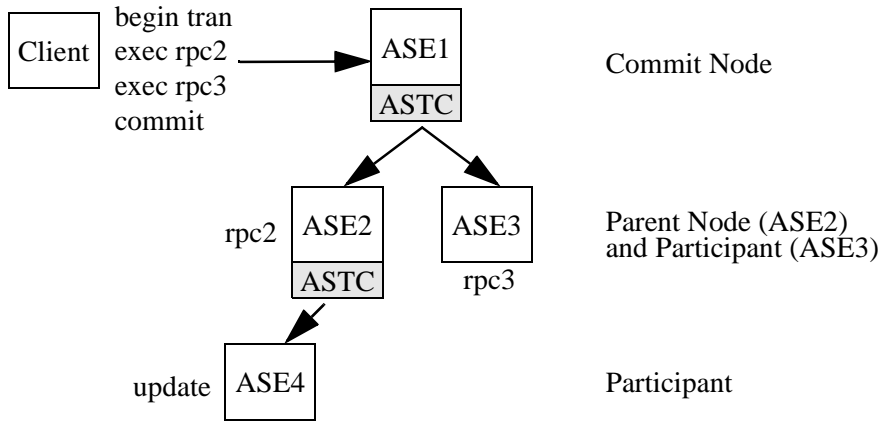 begin tran
Client
exec rpc2
exec rpc3
commit
ASE1
ASTC
Commit Node
rpc2
ASE2
ASTC
ASE3
rpc3
Parent Node (ASE2)
and Participant (ASE3)
update
ASE4
Participant